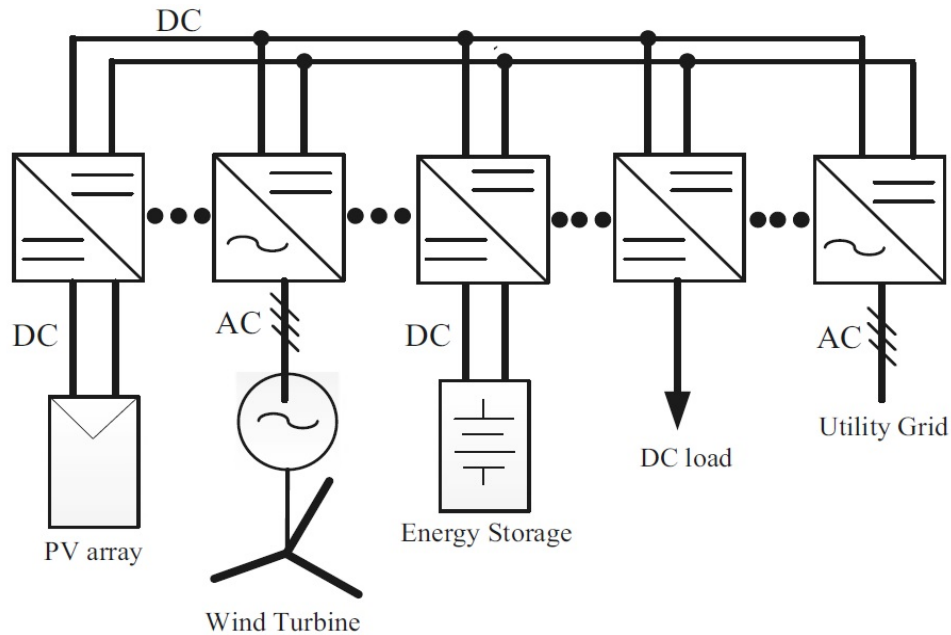 DC
DC
AC
DC
AC
Utility Grid
DC load
Energy Storage
PV array
Wind Turbine